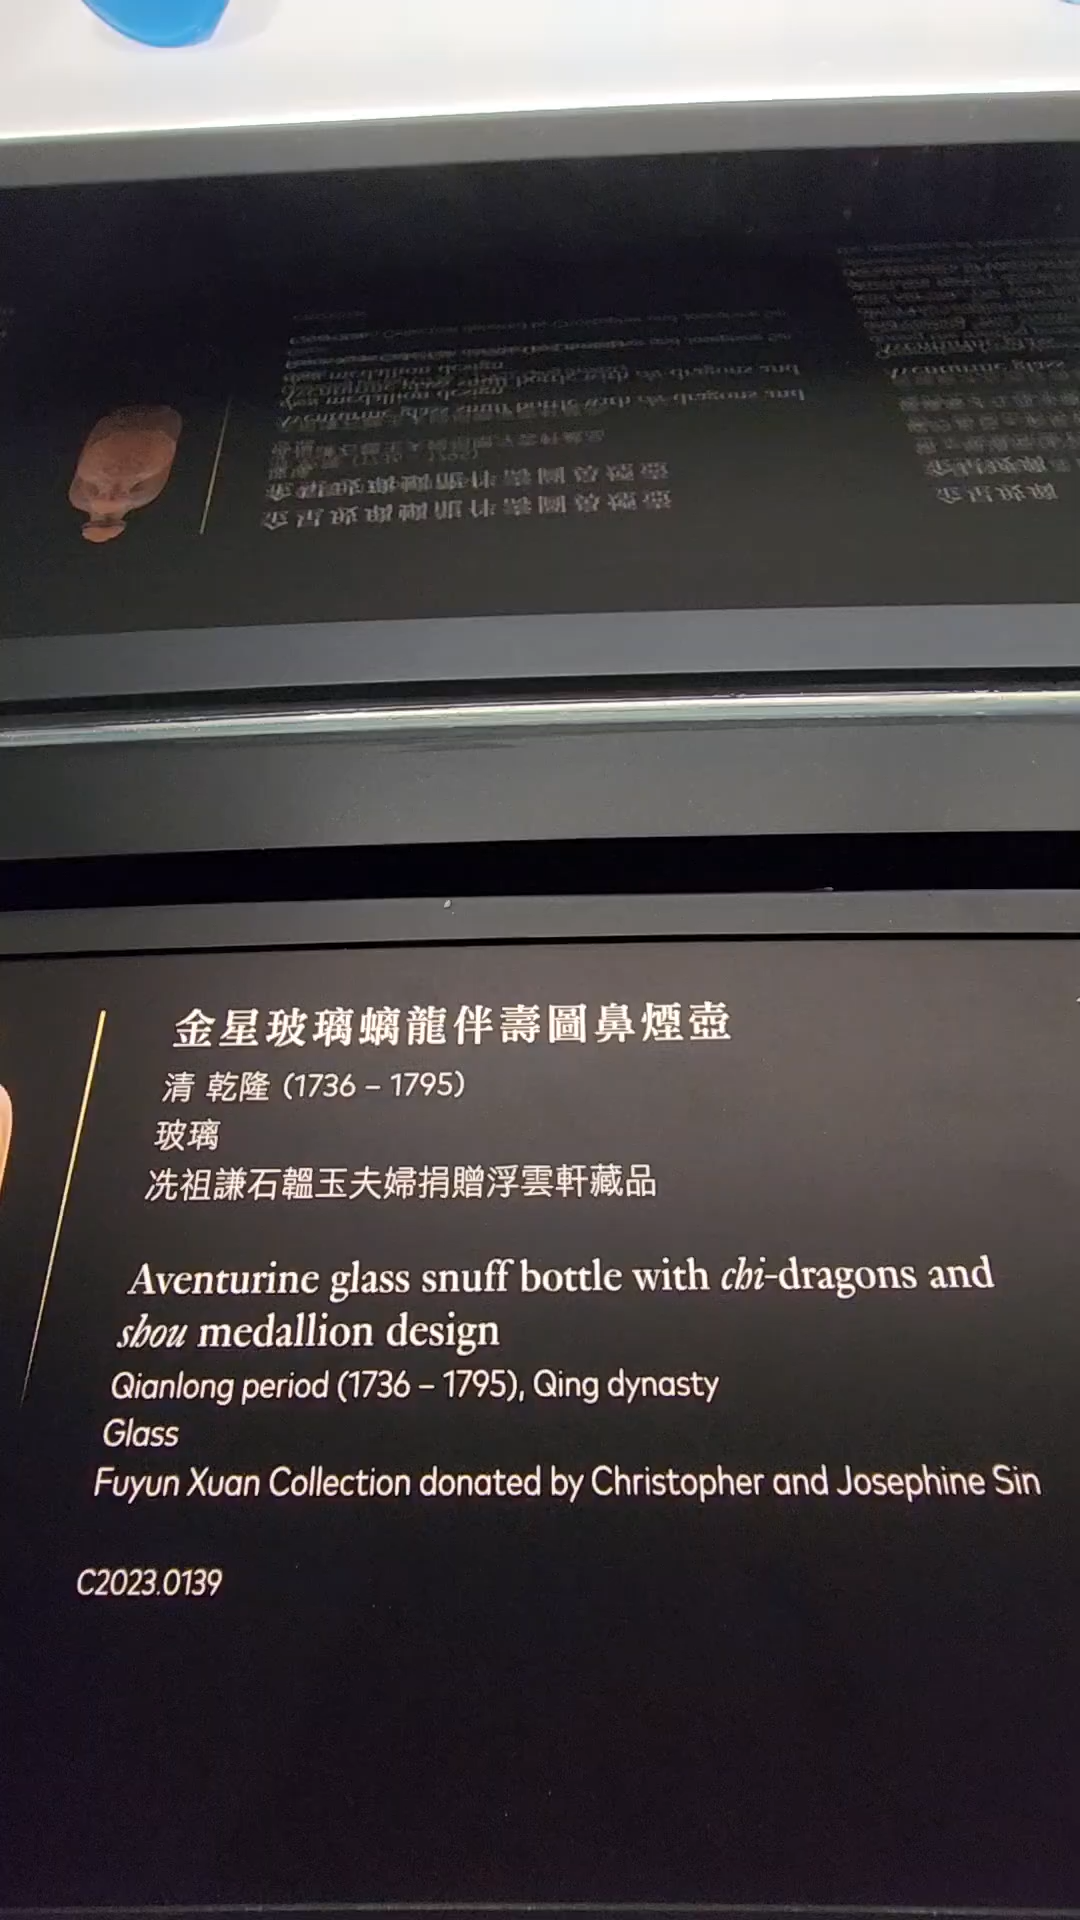 金星玻璃螭龍伴壽圖鼻煙壺
清 乾隆 (1736 – 1795)
玻璃
冼祖謙石韞玉夫婦捐贈浮雲軒藏品
Aventurine glass snuff bottle with chi-dragons and
shou medallion design
Qianlong period (1736 – 1795), Qing dynasty
Glass
Fuyun Xuan Collection donated by Christopher and Josephine Sin
C2023.0139